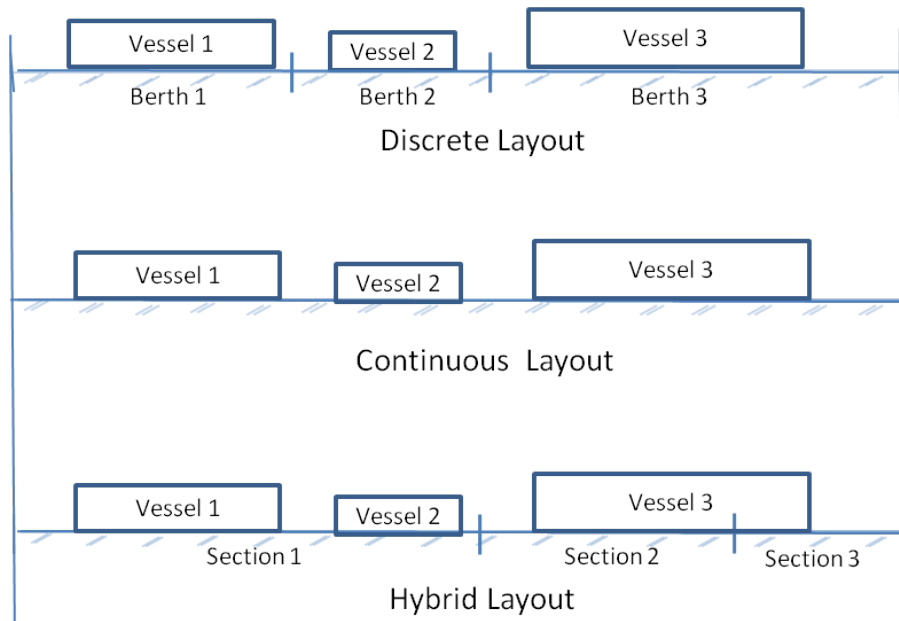 Vessel 1 Vessel 2 Vessel 3
Berth 1 Berth 2 Berth 3
Discrete Layout
Vessel 1 Vessel 2 Vessel 3
Continuous Layout
Vessel 1 Vessel 2 Vessel 3
Section 1 Section 2 Section 3
Hybrid Layout